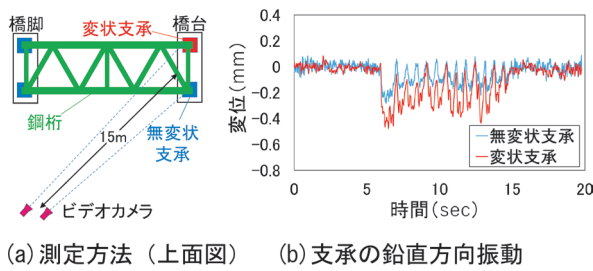 橋脚
変状支承
橋台
鋼桁
15m
無変状
支承
ビデオカメラ
(a)測定方法（上面図）
変位(mm)
0.4
0.2
0
-0.2
-0.4
-0.6
-0.8
無変状支承
変状支承
0
5
10
15
20
時間(sec)
(b)支承の鉛直方向振動